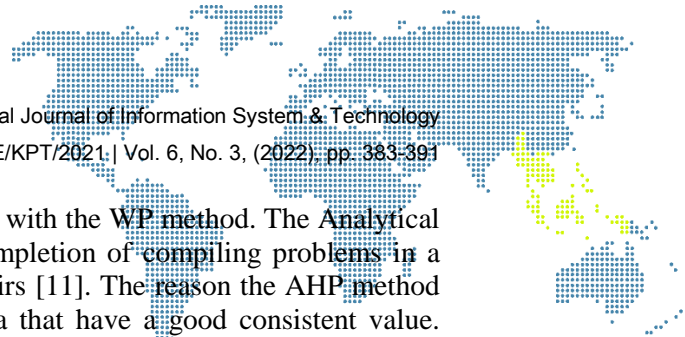 al Journal of Information System & Technology
E/KPT/2021 | Vol. 6, No. 3, (2022), pp. 383-391
with the WP method. The Analytical
mpletion of compiling problems in a
irs [11]. The reason the AHP method
a that have a good consistent value.